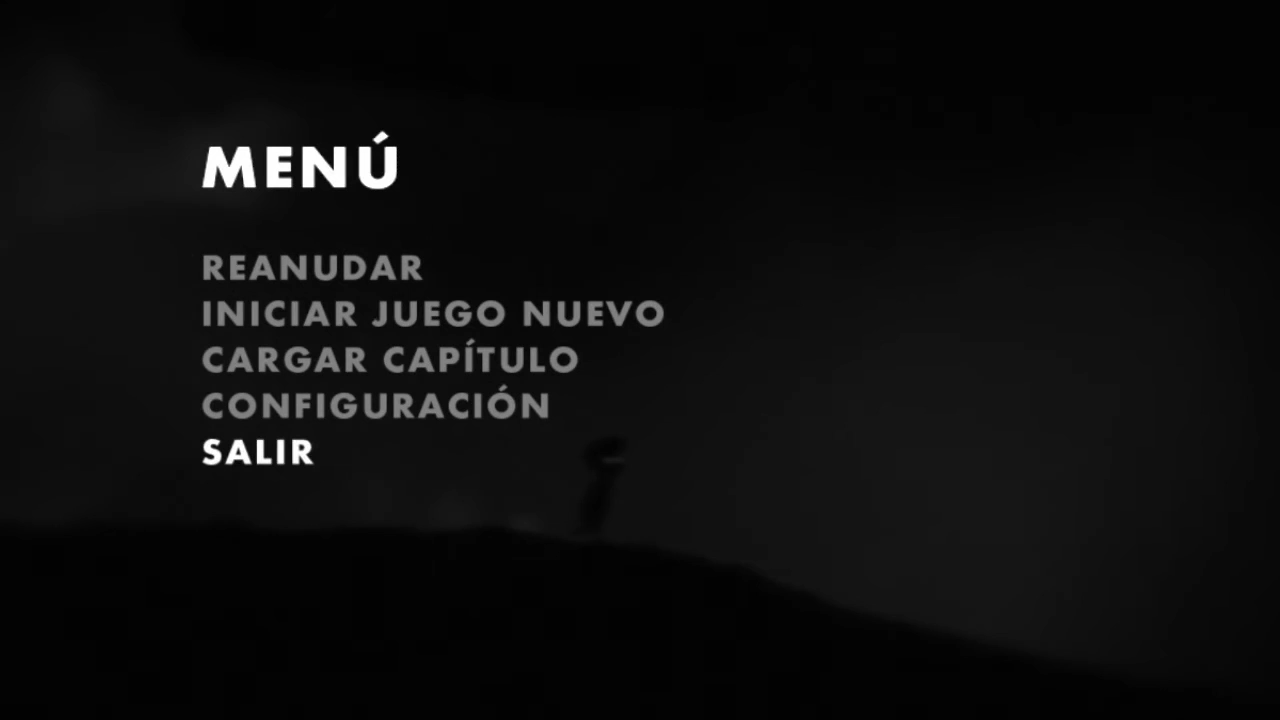 MENÚ
REANUDAR
INICIAR JUEGO NUEVO
CARGAR CAPÍTULO
CONFIGURACIÓN
SALIR